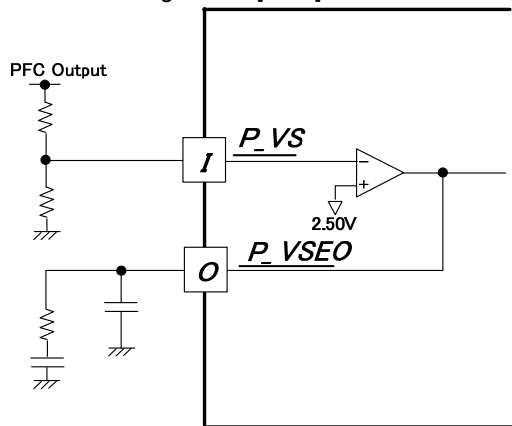 PFC Output
I
P_VS
−
+
2.50V
O
P_VSEO